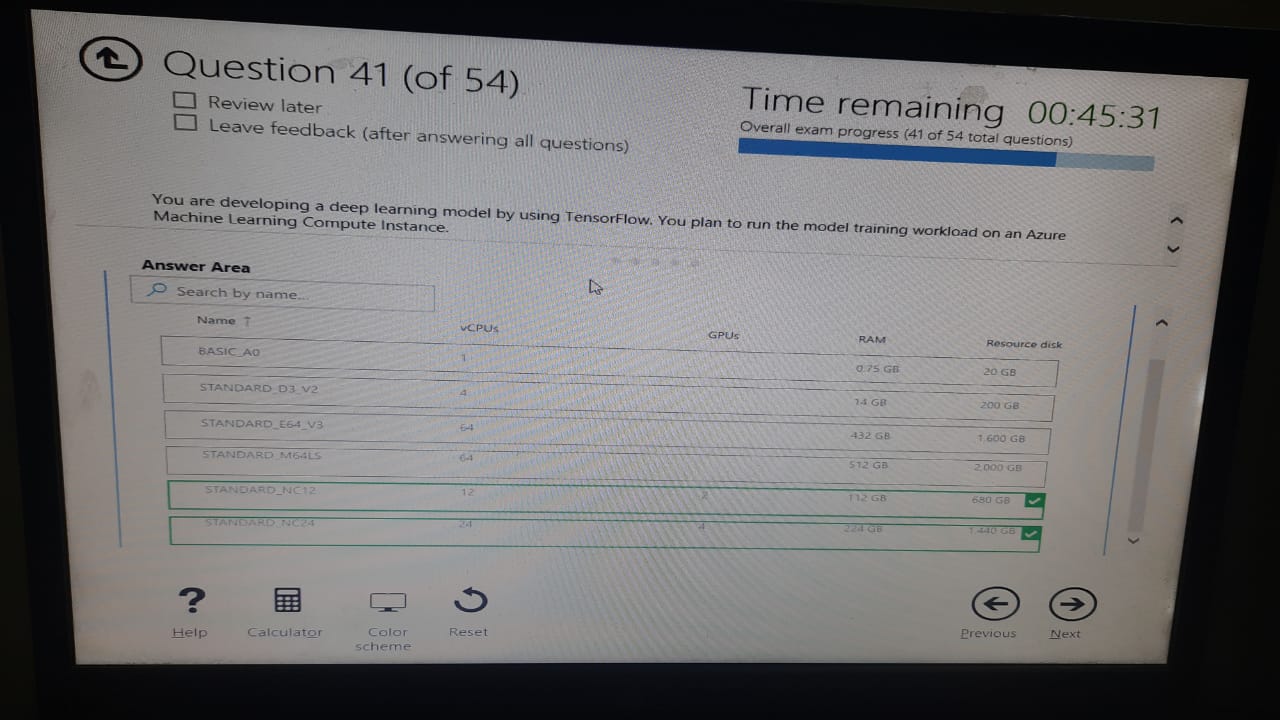 Question 41 (of 54)
Review later
Leave feedback (after answering all questions)
Time remaining 00:45:31
Overall exam progress (41 of 54 total questions)
You are developing a deep learning model by using TensorFlow. You plan to run the model training workload on an Azure
Machine Learning Compute Instance.
Answer Area
Search by name...
Name ↑ vCPUs GPUs RAM Resource disk
BASIC_A0 1 0.75 GB 20 GB
STANDARD_D3_V2 4 14 GB 200 GB
STANDARD_E64_V3 64 432 GB 1,600 GB
STANDARD_M64LS 64 512 GB 2,000 GB
STANDARD_NC12 12 2 112 GB 680 GB
STANDARD_NC24 24 4 224 GB 1,440 GB
Help Calculator Color scheme Reset Previous Next